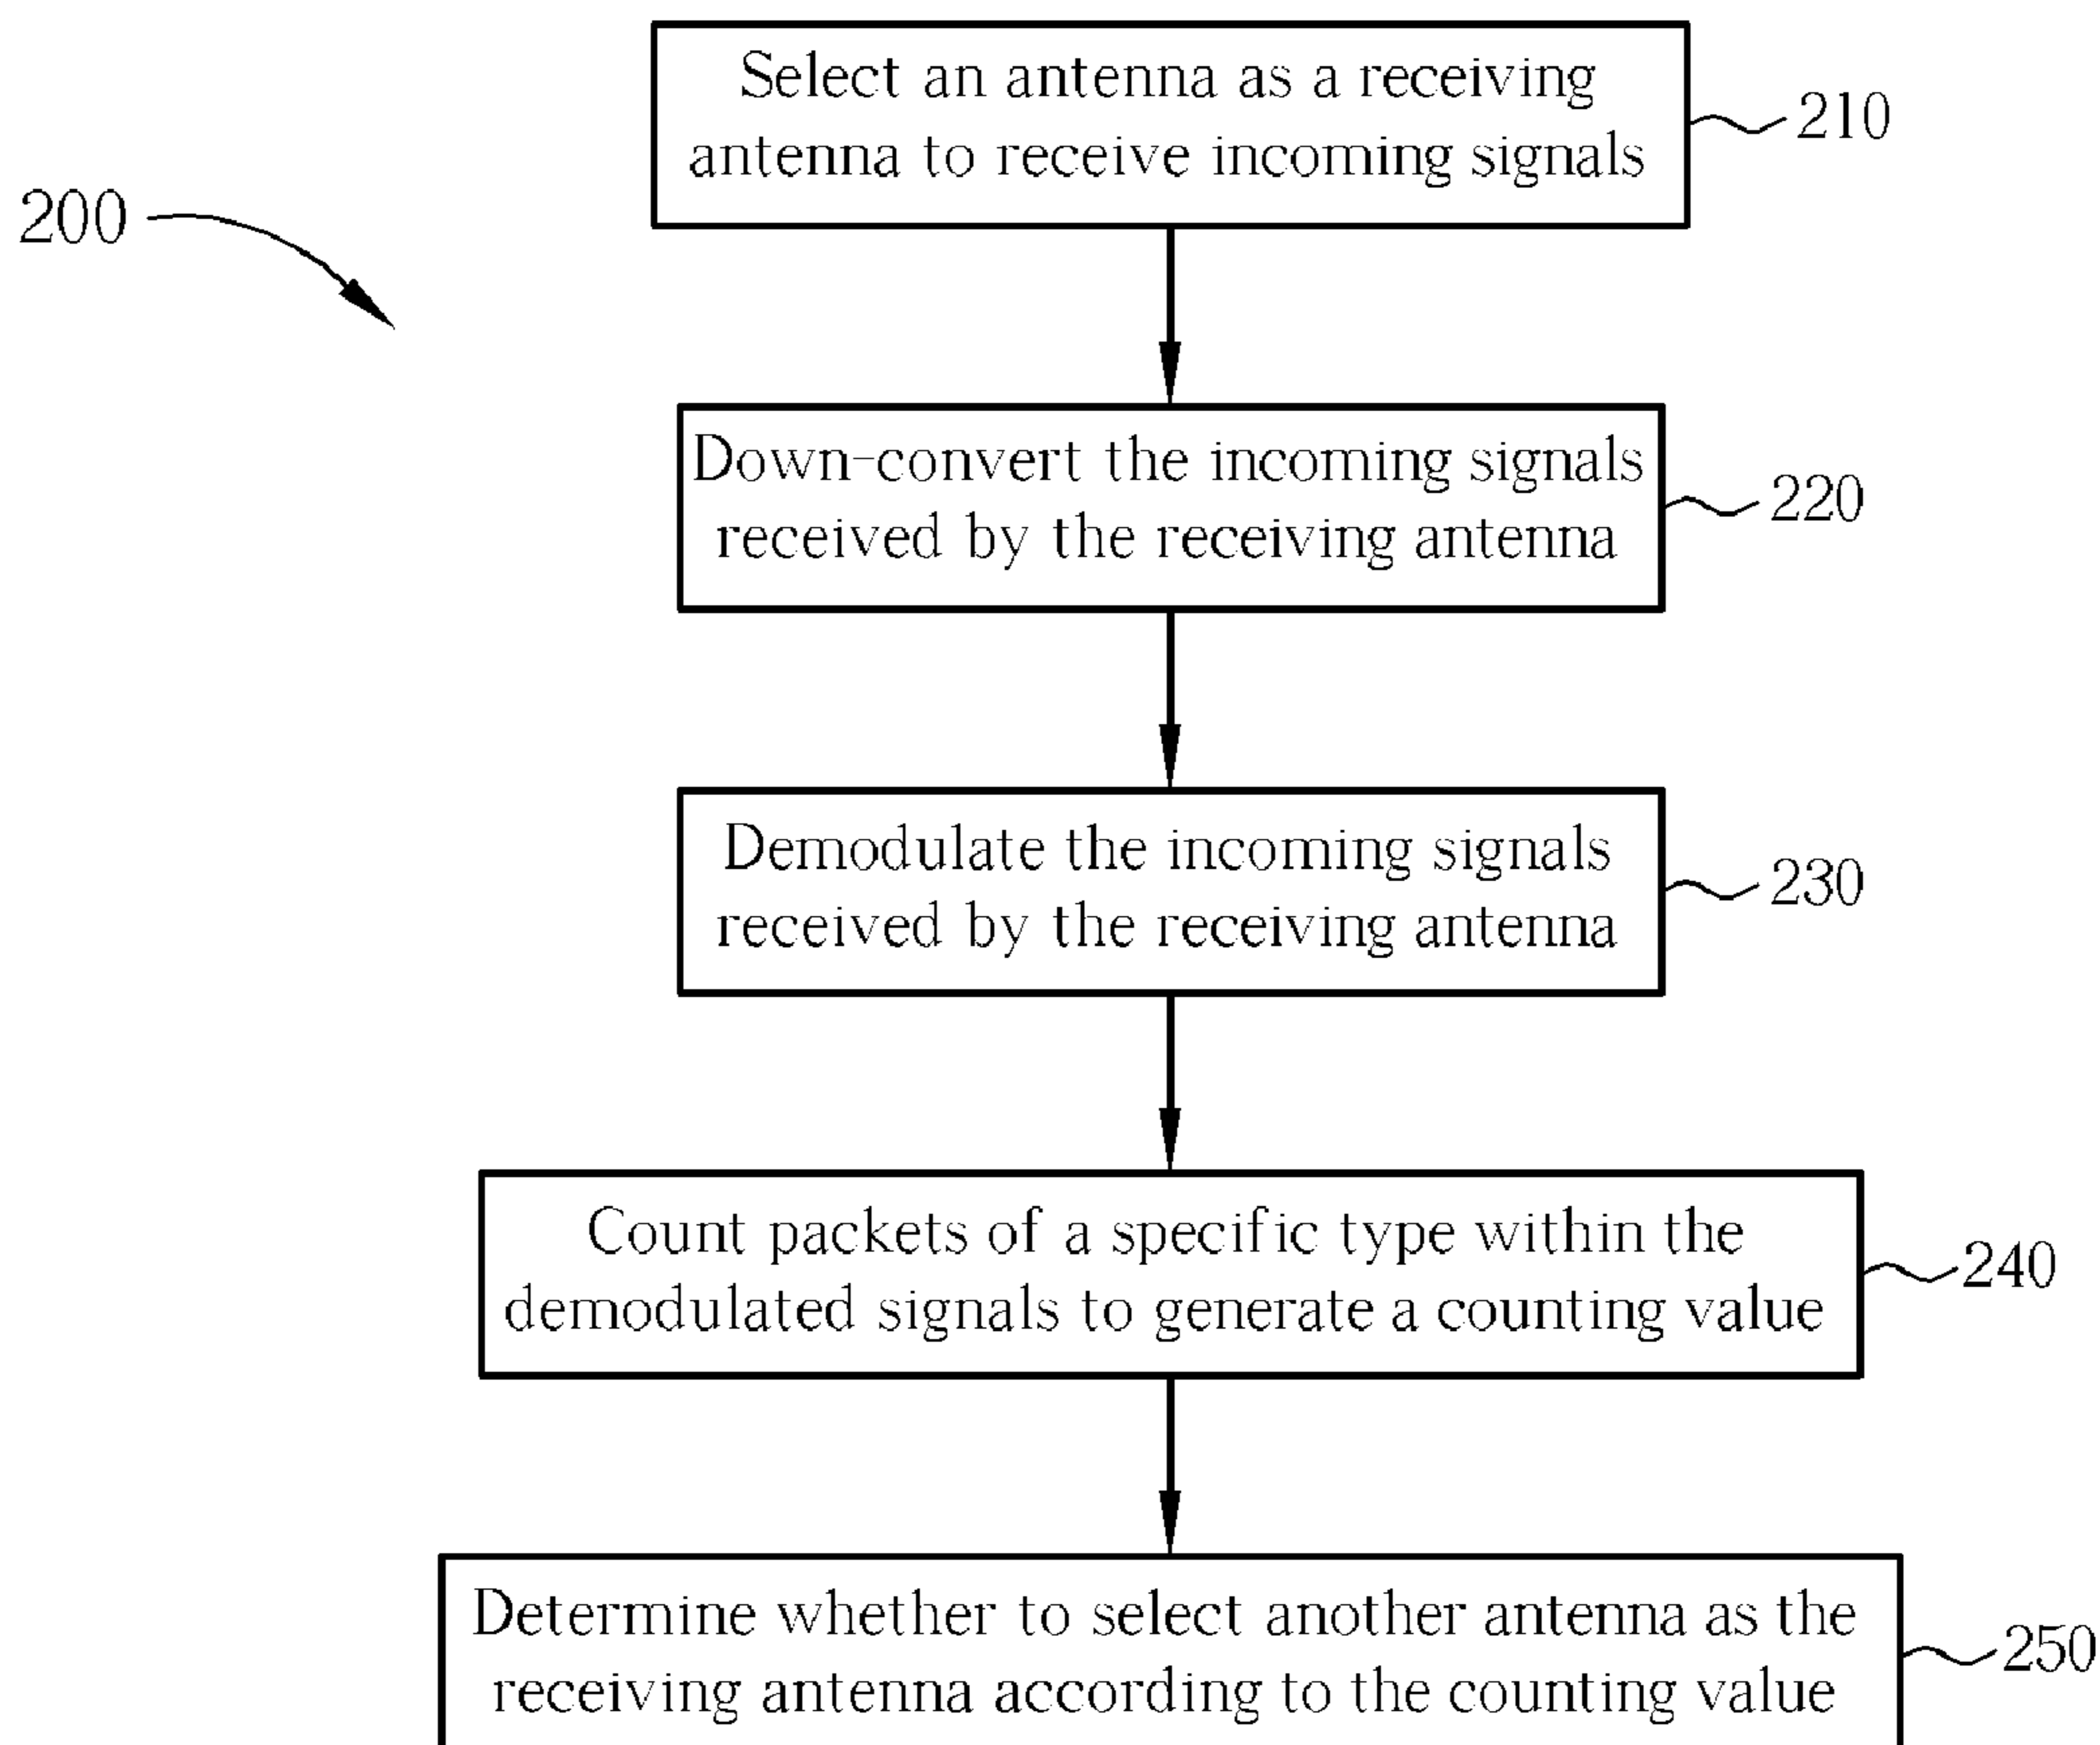 Select an antenna as a receiving
antenna to receive incoming signals
210
200
Down-convert the incoming signals
received by the receiving antenna
220
Demodulate the incoming signals
received by the receiving antenna
230
Count packets of a specific type within the
demodulated signals to generate a counting value
240
Determine whether to select another antenna as the
receiving antenna according to the counting value
250